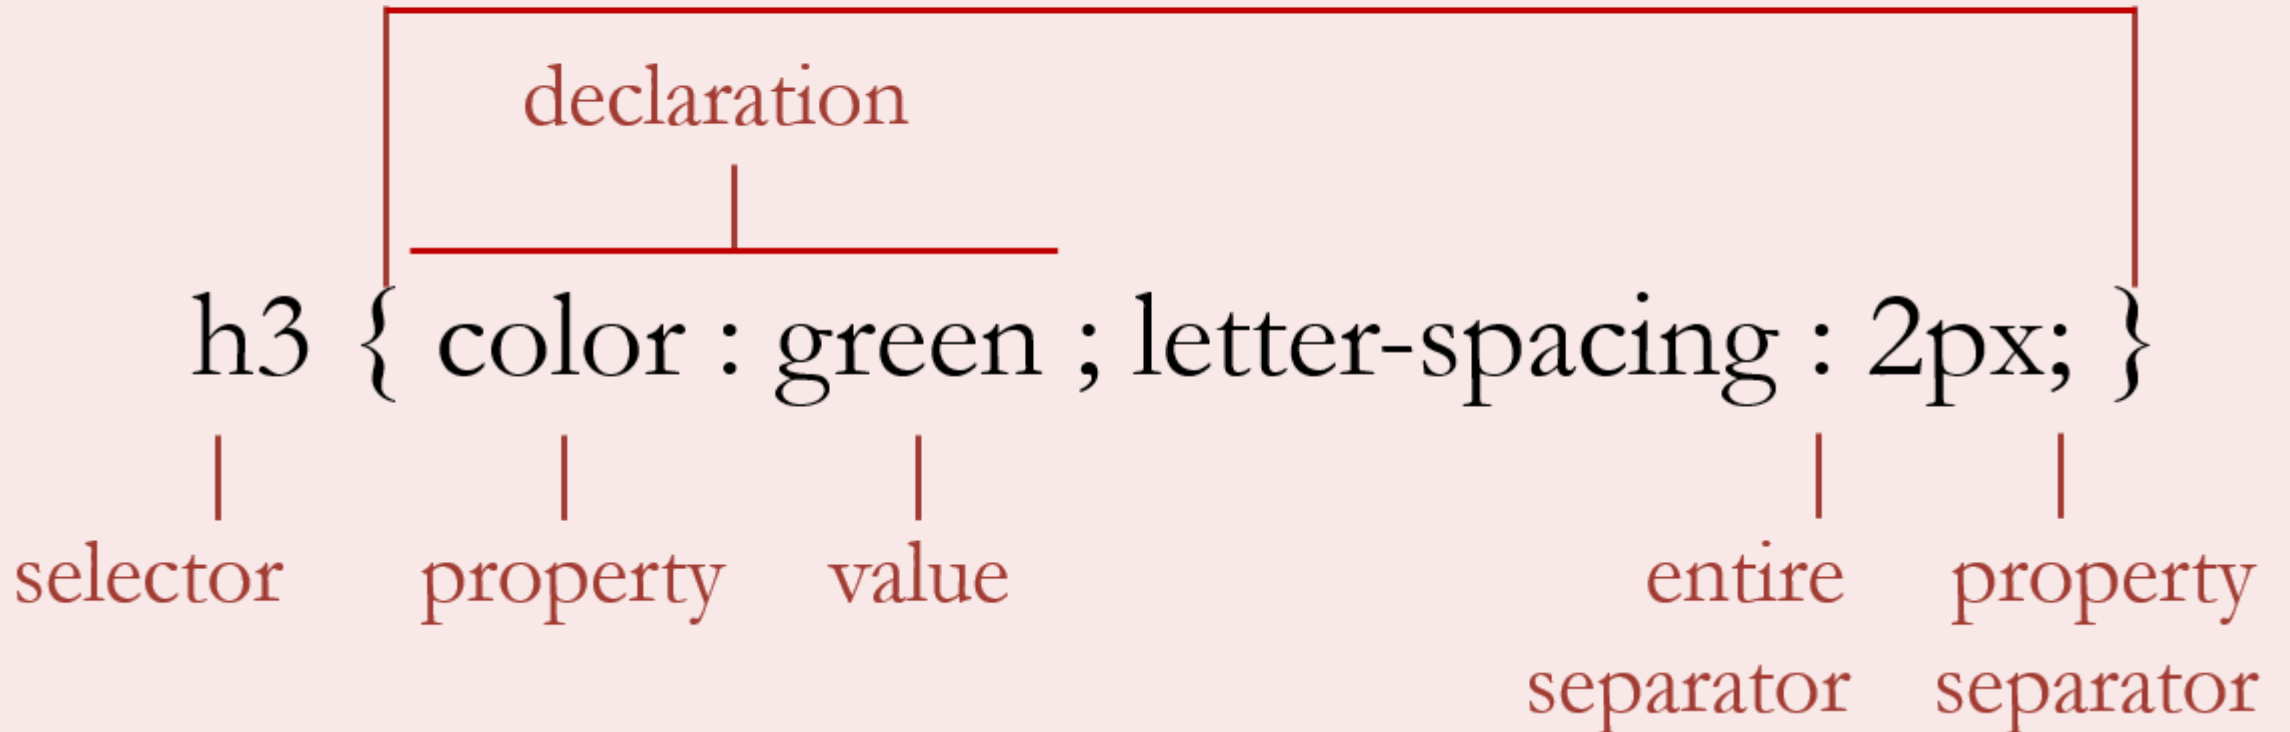 declaration
h3 { color : green ; letter-spacing : 2px; }
selector property value entire property
separator separator